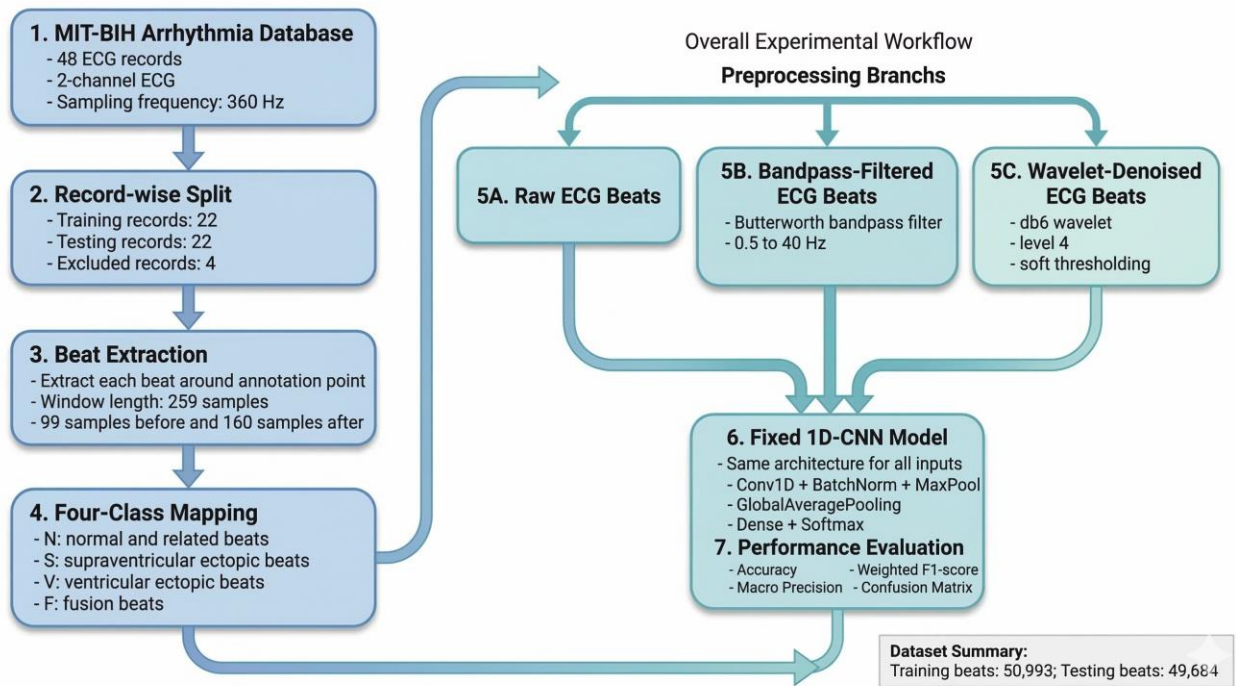 1. MIT-BIH Arrhythmia Database
- 48 ECG records
- 2-channel ECG
- Sampling frequency: 360 Hz
2. Record-wise Split
- Training records: 22
- Testing records: 22
- Excluded records: 4
3. Beat Extraction
- Extract each beat around annotation point
- Window length: 259 samples
- 99 samples before and 160 samples after
4. Four-Class Mapping
- N: normal and related beats
- S: supraventricular ectopic beats
- V: ventricular ectopic beats
- F: fusion beats
Overall Experimental Workflow
Preprocessing Branchs
5A. Raw ECG Beats
5B. Bandpass-Filtered
ECG Beats
- Butterworth bandpass filter
- 0.5 to 40 Hz
5C. Wavelet-Denoised
ECG Beats
- db6 wavelet
- level 4
- soft thresholding
6. Fixed 1D-CNN Model
- Same architecture for all inputs
- Conv1D + BatchNorm + MaxPool
- GlobalAveragePooling
- Dense + Softmax
7. Performance Evaluation
- Accuracy - Weighted F1-score
- Macro Precision - Confusion Matrix
Dataset Summary:
Training beats: 50,993; Testing beats: 49,684